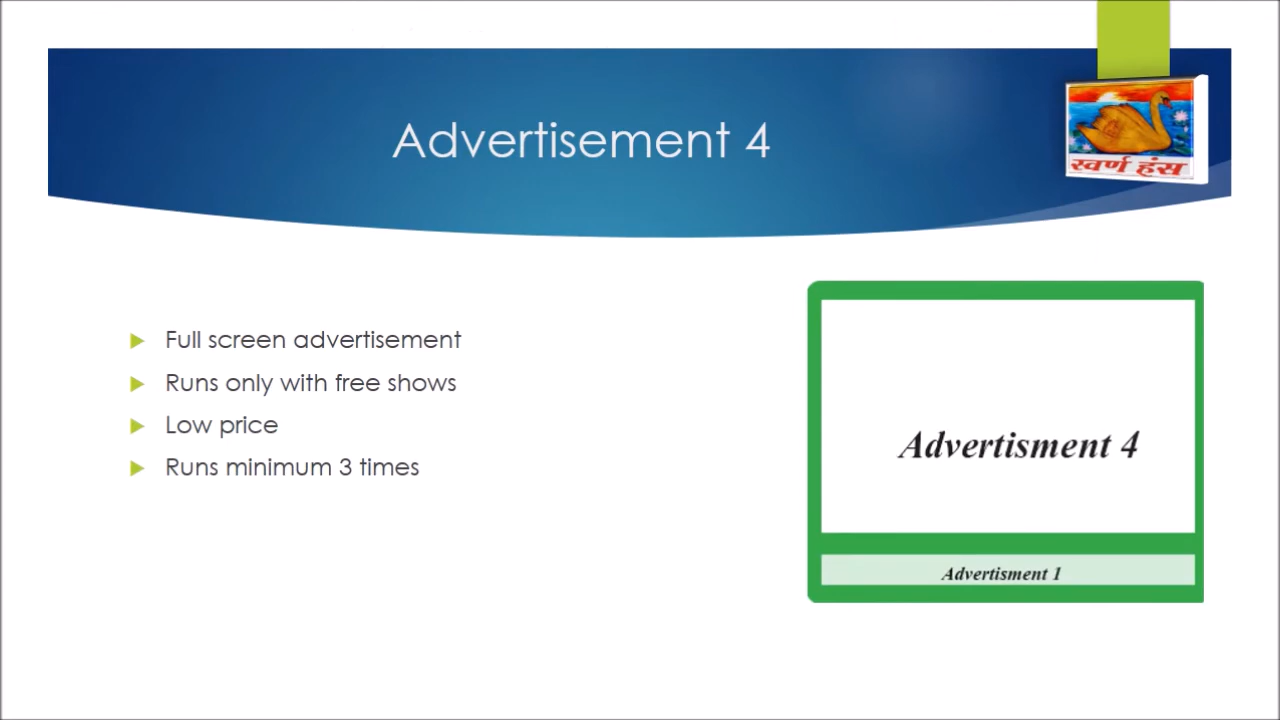 Advertisement 4
स्वर्ण हंस
Full screen advertisement
Runs only with free shows
Low price
Runs minimum 3 times
Advertisment 4
Advertisment 1